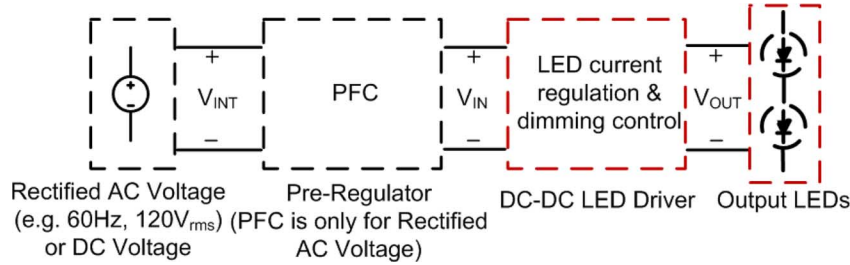 +
−
+
-
V_INT
PFC
+
V_IN
−
LED current
regulation &
dimming control
+
V_OUT
−
Rectified AC Voltage
(e.g. 60Hz, 120V_rms)
or DC Voltage
Pre-Regulator
(PFC is only for Rectified
AC Voltage)
DC-DC LED Driver
Output LEDs